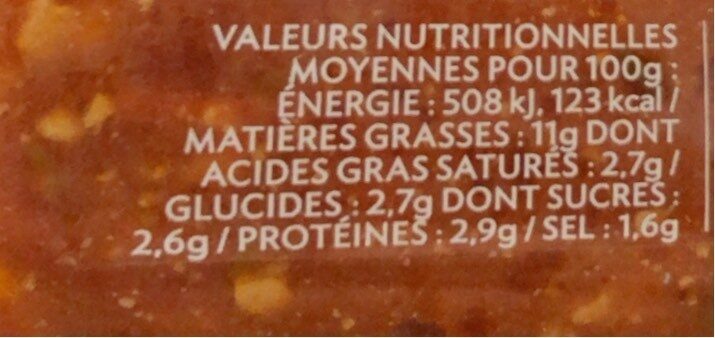 VALEURS NUTRITIONNELLES
MOYENNES POUR 100g :
ÉNERGIE : 508 kJ, 123 kcal /
MATIÈRES GRASSES : 11g DONT
ACIDES GRAS SATURÉS : 2,7g /
GLUCIDES : 2,7g DONT SUCRES :
2,6g / PROTÉINES : 2,9g / SEL : 1,6g